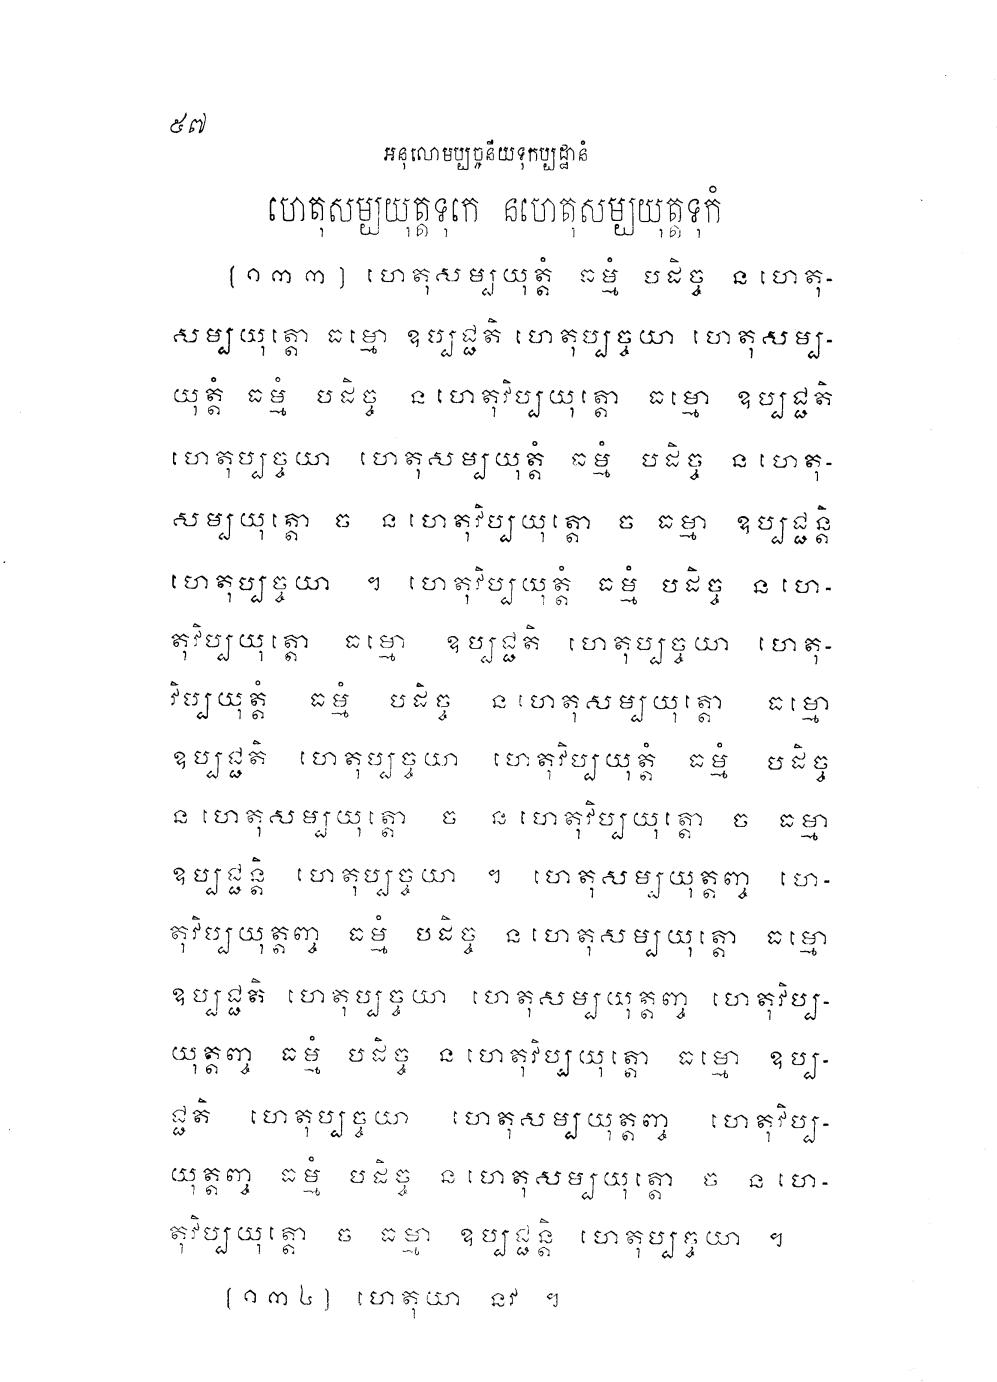 ៥៧
អនុលោមប្បច្ចនីយទុកប្បដ្ឋានំ
ហេតុសម្បយុត្តទុកេ នហេតុសម្បយុត្តទុកំ
[១៣៣] ហេតុសម្បយុត្តំ ធម្មំ បដិច្ច នហេតុ-
សម្បយុត្តោ ធម្មោ ឧប្បជ្ជតិ ហេតុប្បច្ចយា ហេតុសម្ប-
យុត្តំ ធម្មំ បដិច្ច នហេតុវិប្បយុត្តោ ធម្មោ ឧប្បជ្ជតិ
ហេតុប្បច្ចយា ហេតុសម្បយុត្តំ ធម្មំ បដិច្ច នហេតុ-
សម្បយុត្តោ ច នហេតុវិប្បយុត្តោ ច ធម្មា ឧប្បជ្ជន្តិ
ហេតុប្បច្ចយា ។ ហេតុវិប្បយុត្តំ ធម្មំ បដិច្ច នហេ-
តុវិប្បយុត្តោ ធម្មោ ឧប្បជ្ជតិ ហេតុប្បច្ចយា ហេតុ-
វិប្បយុត្តំ ធម្មំ បដិច្ច នហេតុសម្បយុត្តោ ធម្មោ
ឧប្បជ្ជតិ ហេតុប្បច្ចយា ហេតុវិប្បយុត្តំ ធម្មំ បដិច្ច
នហេតុសម្បយុត្តោ ច នហេតុវិប្បយុត្តោ ច ធម្មា
ឧប្បជ្ជន្តិ ហេតុប្បច្ចយា ។ ហេតុសម្បយុត្តញ្ច ហេ-
តុវិប្បយុត្តញ្ច ធម្មំ បដិច្ច នហេតុសម្បយុត្តោ ធម្មោ
ឧប្បជ្ជតិ ហេតុប្បច្ចយា ហេតុសម្បយុត្តញ្ច ហេតុវិប្ប-
យុត្តញ្ច ធម្មំ បដិច្ច នហេតុវិប្បយុត្តោ ធម្មោ ឧប្ប-
ជ្ជតិ ហេតុប្បច្ចយា ហេតុសម្បយុត្តញ្ច ហេតុវិប្ប-
យុត្តញ្ច ធម្មំ បដិច្ច នហេតុសម្បយុត្តោ ច នហេ-
តុវិប្បយុត្តោ ច ធម្មា ឧប្បជ្ជន្តិ ហេតុប្បច្ចយា ។
[១៣៤] ហេតុយា នវ ។